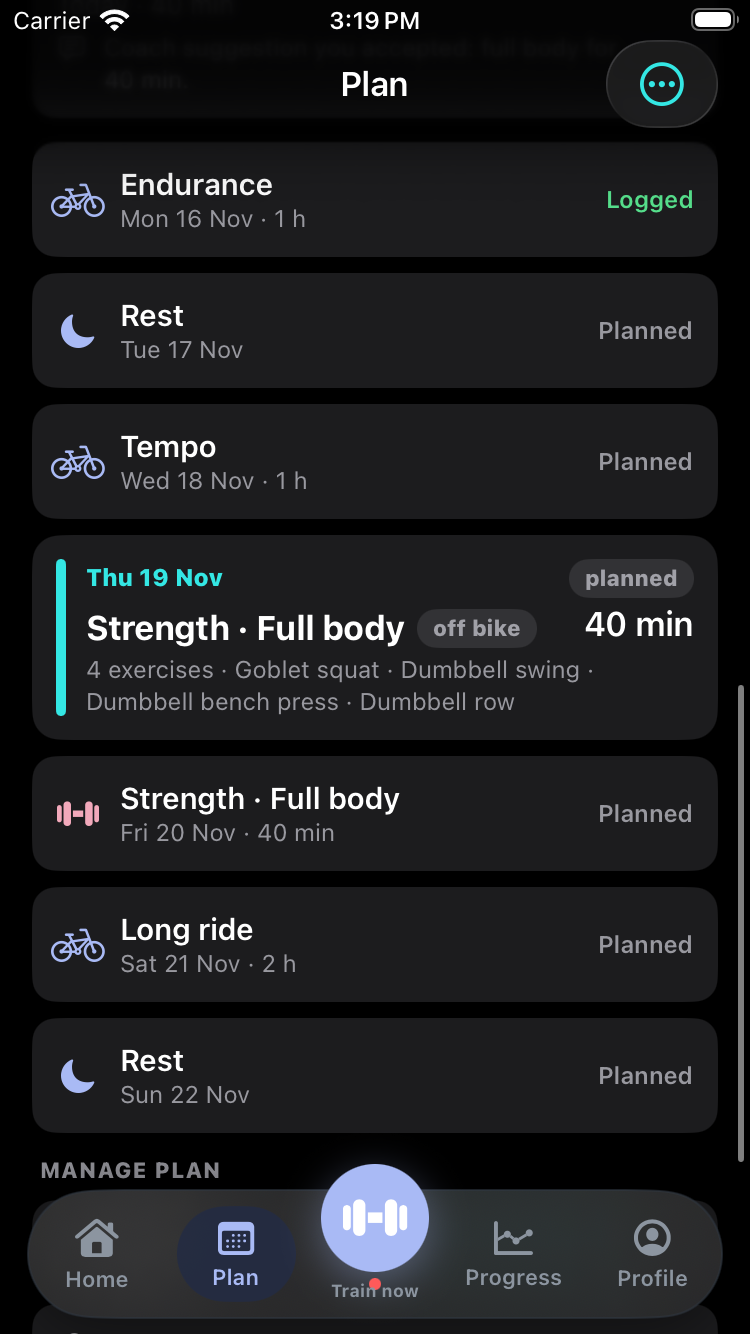 Carrier 3:19 PM
40 min.
Plan
Endurance
Mon 16 Nov · 1 h
Logged
Rest
Tue 17 Nov
Planned
Tempo
Wed 18 Nov · 1 h
Planned
Thu 19 Nov
planned
Strength · Full body off bike 40 min
4 exercises · Goblet squat · Dumbbell swing ·
Dumbbell bench press · Dumbbell row
Strength · Full body
Fri 20 Nov · 40 min
Planned
Long ride
Sat 21 Nov · 2 h
Planned
Rest
Sun 22 Nov
Planned
MANAGE PLAN
Home
Plan
Train now
Progress
Profile